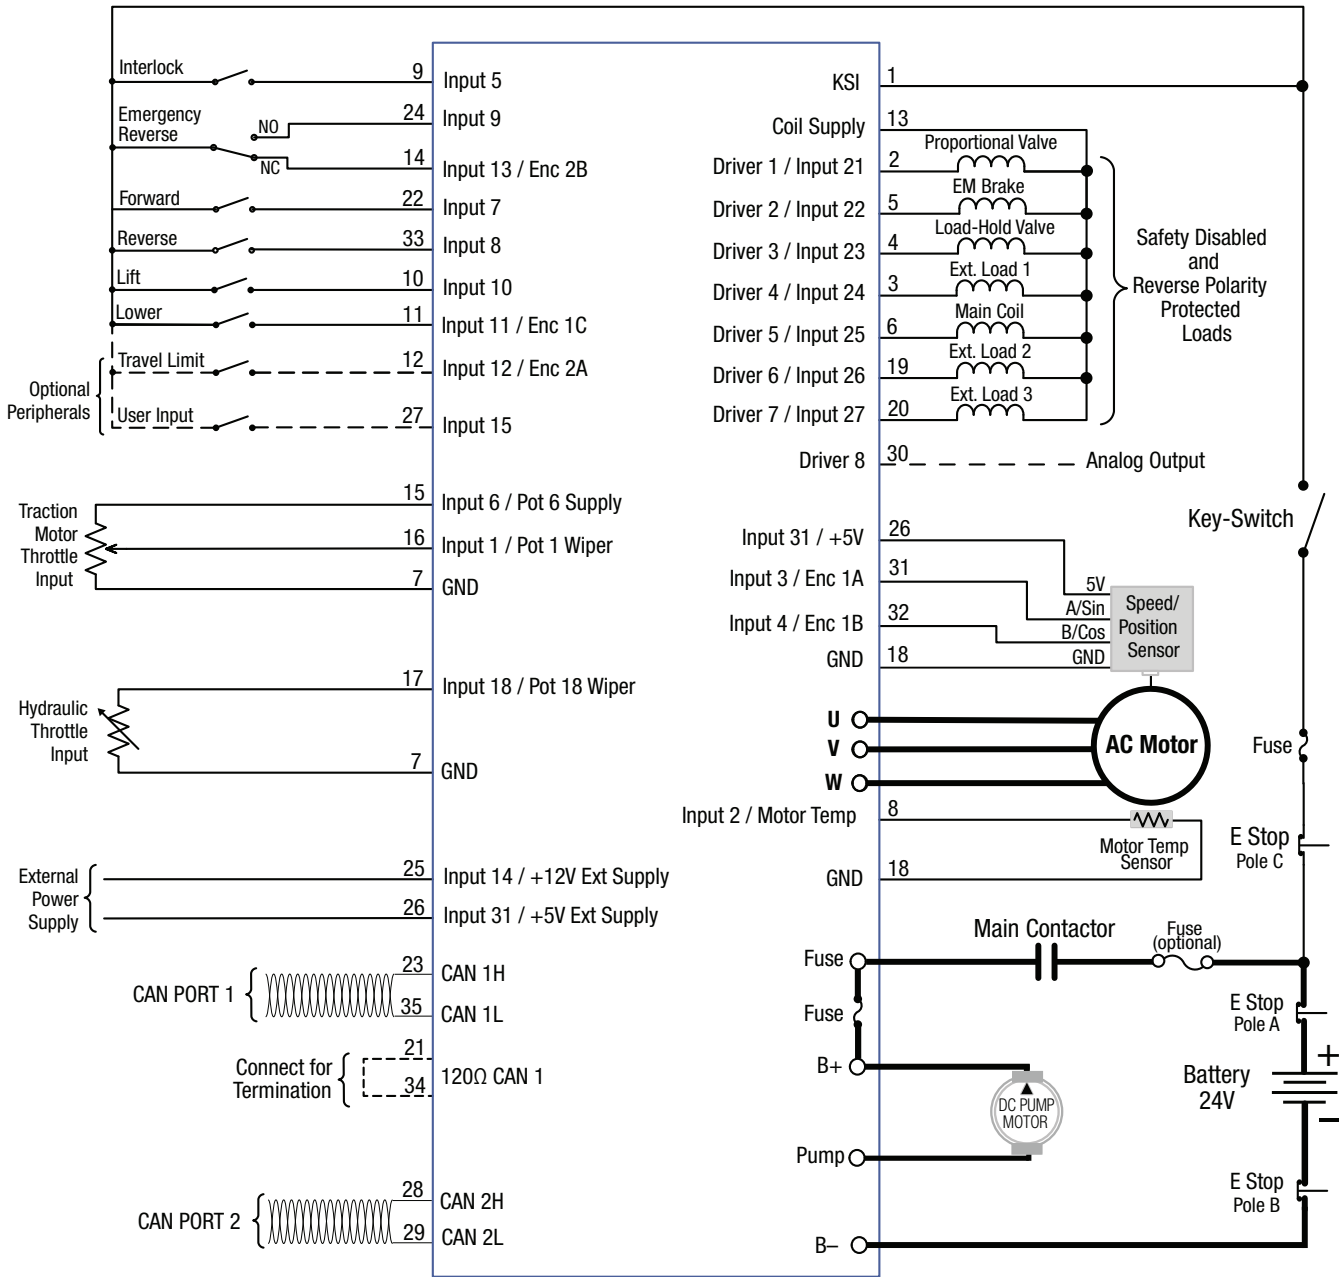 Interlock
9
Input 5
Emergency
Reverse
NO
24
Input 9
NC
14
Input 13 / Enc 2B
Forward
22
Input 7
Reverse
33
Input 8
Lift
10
Input 10
Lower
11
Input 11 / Enc 1C
Optional
Peripherals
Travel Limit
12
Input 12 / Enc 2A
User Input
27
Input 15
Traction
Motor
Throttle
Input
15
Input 6 / Pot 6 Supply
16
Input 1 / Pot 1 Wiper
7
GND
Hydraulic
Throttle
Input
17
Input 18 / Pot 18 Wiper
7
GND
External
Power
Supply
25
Input 14 / +12V Ext Supply
26
Input 31 / +5V Ext Supply
CAN PORT 1
23
CAN 1H
35
CAN 1L
Connect for
Termination
21
34
120Ω CAN 1
CAN PORT 2
28
CAN 2H
29
CAN 2L
KSI
1
Coil Supply
13
Driver 1 / Input 21
2
Proportional Valve
Driver 2 / Input 22
5
EM Brake
Driver 3 / Input 23
4
Load-Hold Valve
Driver 4 / Input 24
3
Ext. Load 1
Driver 5 / Input 25
6
Main Coil
Driver 6 / Input 26
19
Ext. Load 2
Driver 7 / Input 27
20
Ext. Load 3
Safety Disabled
and
Reverse Polarity
Protected
Loads
Driver 8
30
Analog Output
Input 31 / +5V
26
5V
Input 3 / Enc 1A
31
A/Sin
Input 4 / Enc 1B
32
B/Cos
GND
18
GND
Speed/
Position
Sensor
U
V
W
AC Motor
Input 2 / Motor Temp
8
Motor Temp
Sensor
GND
18
Key-Switch
Fuse
E Stop
Pole C
Main Contactor
Fuse
(optional)
Fuse
Fuse
B+
DC PUMP
MOTOR
Pump
B–
E Stop
Pole A
+
Battery
24V
–
E Stop
Pole B